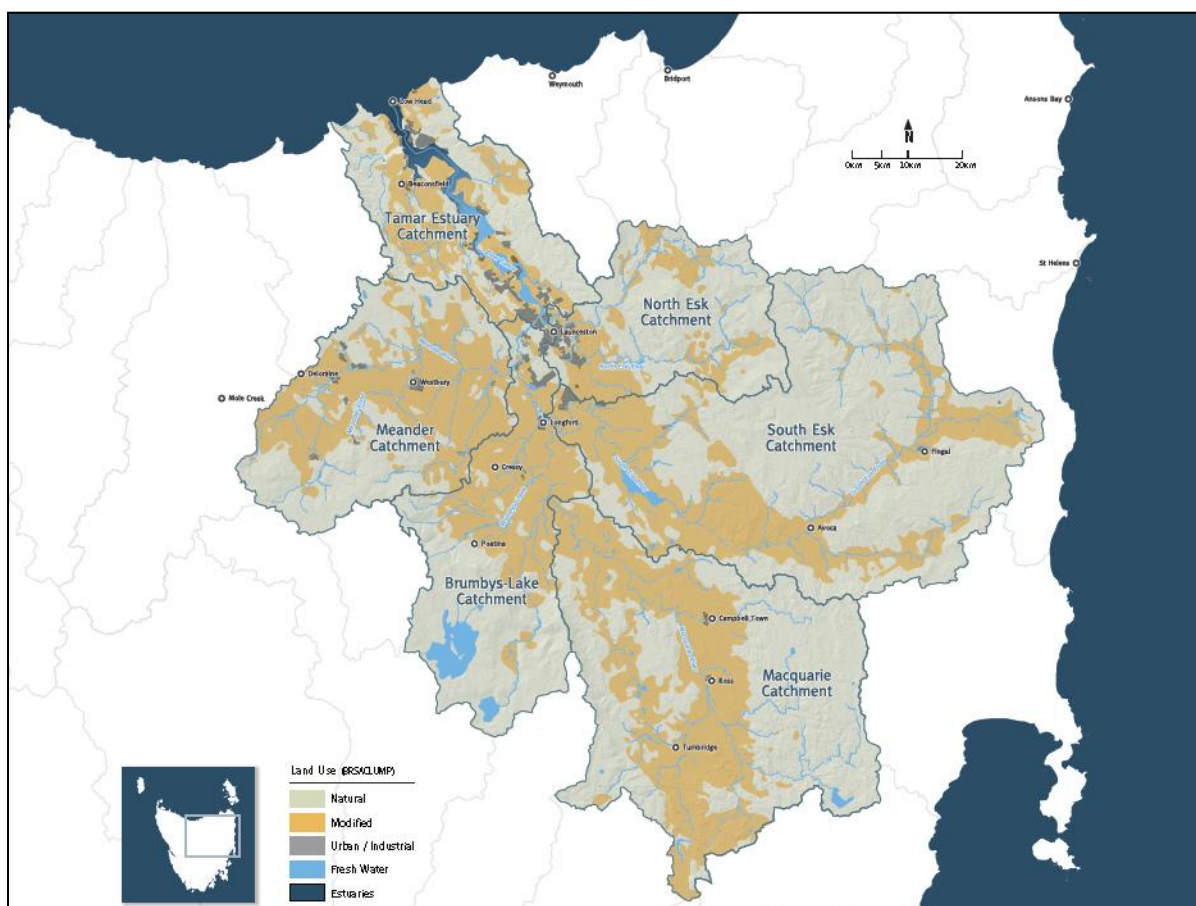 Weymouth
Bridport
Ansons Bay
Low Head
N
0KM 5KM 10KM 20KM
Beaconsfield
Tamar Estuary
Catchment
St Helens
North Esk
Catchment
Launceston
Deloraine
Westbury
Mole Creek
Meander
Catchment
Longford
South Esk
Catchment
Fingal
Cressy
Avoca
Poatina
Brumbys-Lake
Catchment
Campbell Town
Macquarie
Catchment
Ross
Tunbridge
Land Use (BRS/ACLUMP)
Natural
Modified
Urban / Industrial
Fresh Water
Estuaries